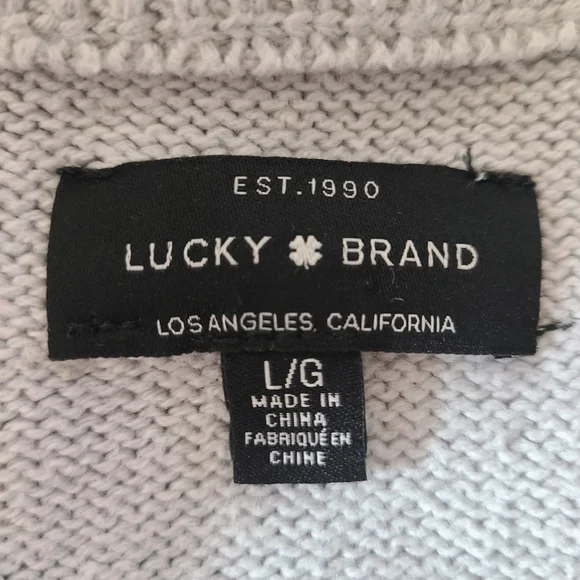 EST.1990
LUCKY BRAND
LOS ANGELES, CALIFORNIA
L/G
MADE IN
CHINA
FABRIQUÉ EN
CHINE